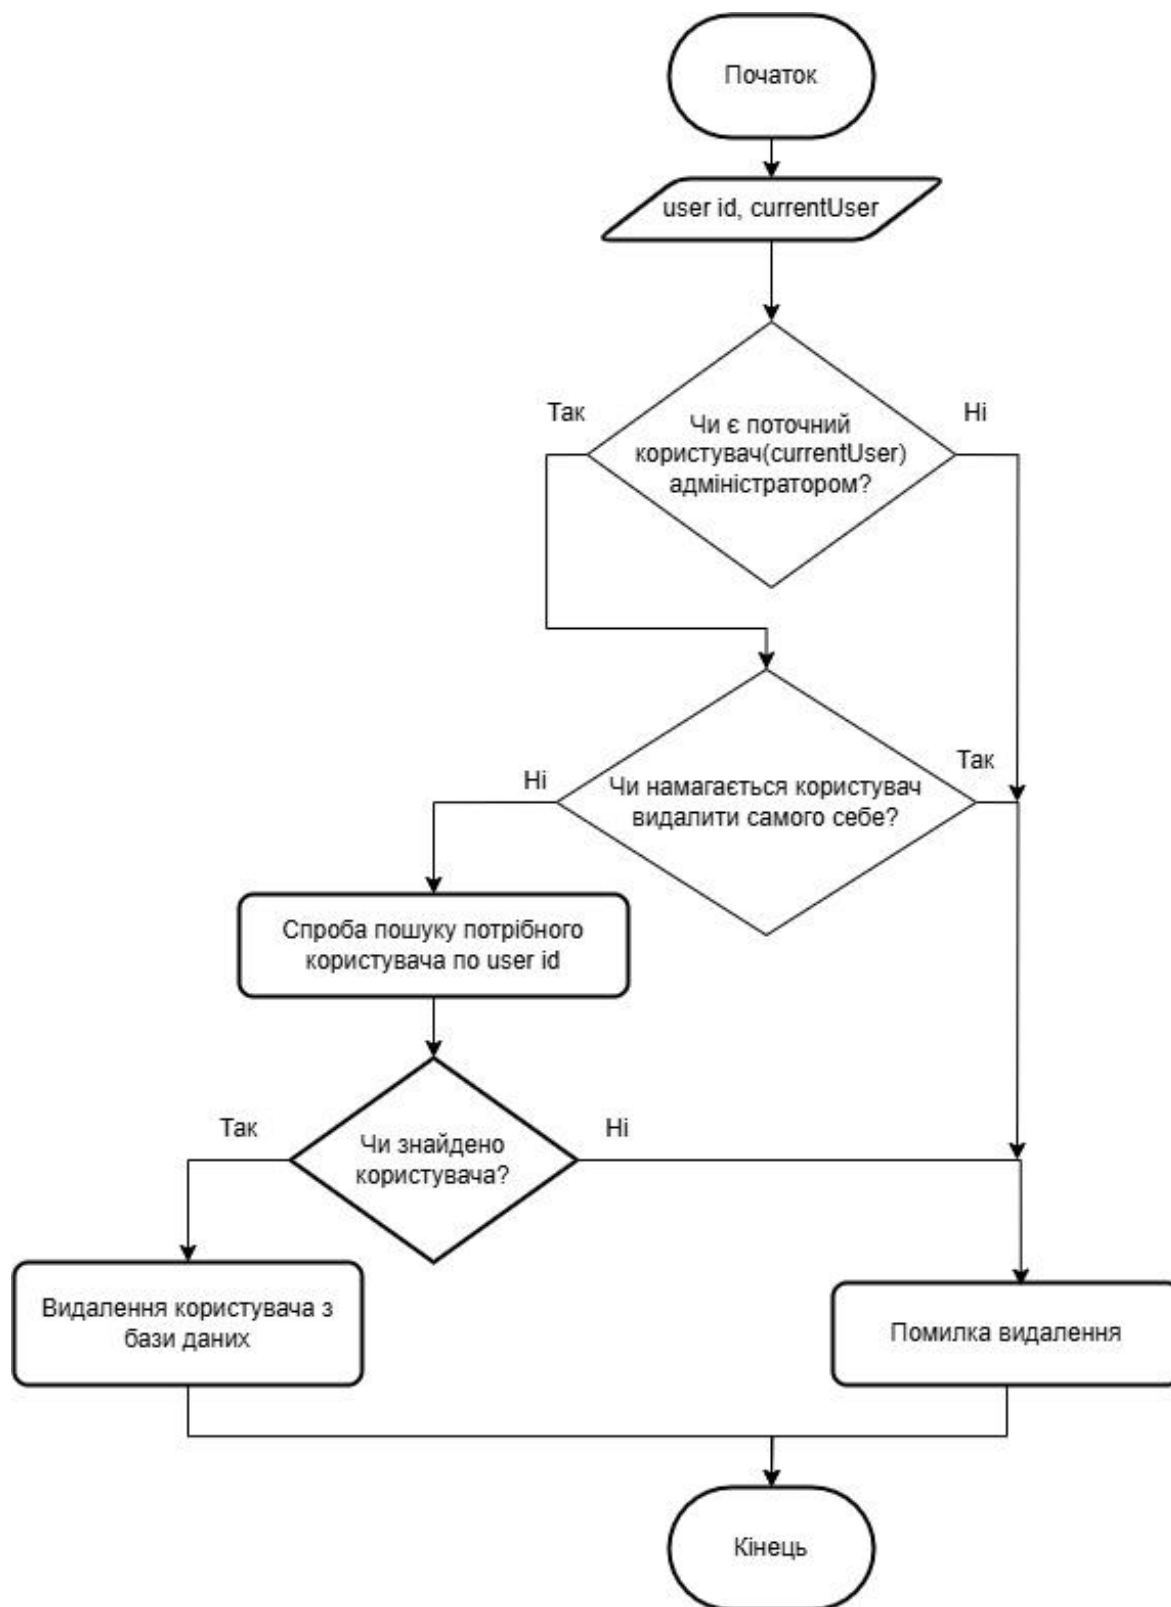 Початок
user id, currentUser
Так
Ні
Чи є поточний
користувач(currentUser)
адміністратором?
Ні
Так
Чи намагається користувач
видалити самого себе?
Спроба пошуку потрібного
користувача по user id
Так
Ні
Чи знайдено
користувача?
Видалення користувача з
бази даних
Помилка видалення
Кінець